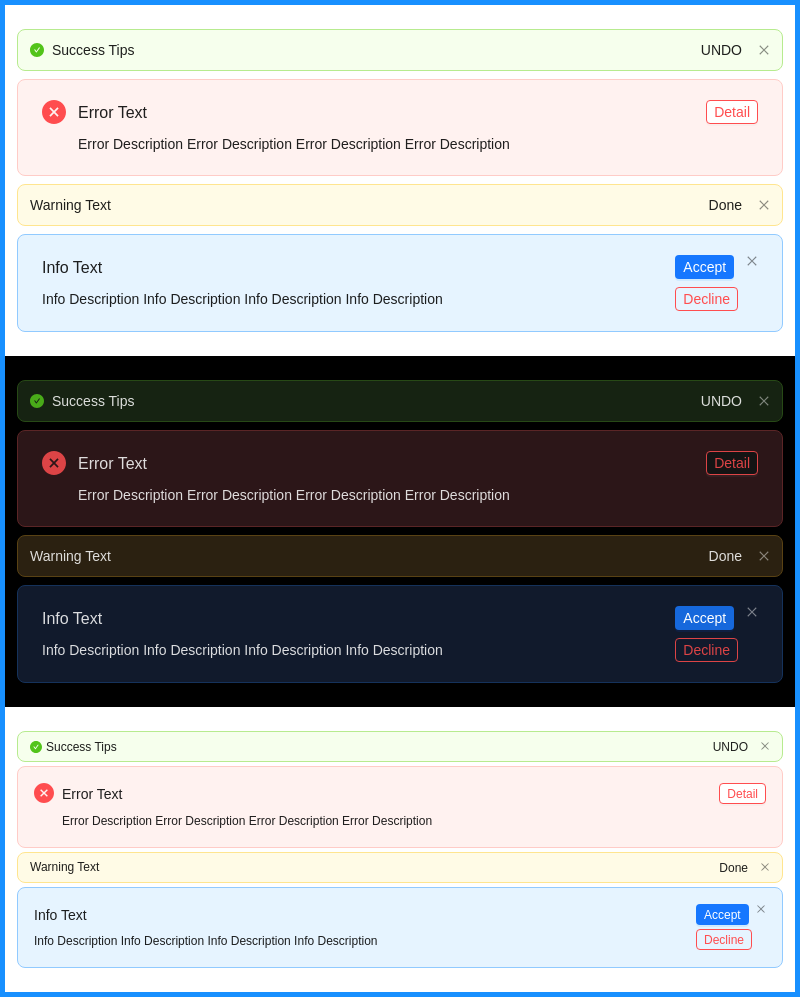 Success Tips UNDO
Error Text Detail
Error Description Error Description Error Description Error Description
Warning Text Done
Info Text Accept
Info Description Info Description Info Description Info Description Decline
Success Tips UNDO
Error Text Detail
Error Description Error Description Error Description Error Description
Warning Text Done
Info Text Accept
Info Description Info Description Info Description Info Description Decline
Success Tips UNDO
Error Text Detail
Error Description Error Description Error Description Error Description
Warning Text Done
Info Text Accept
Info Description Info Description Info Description Info Description Decline